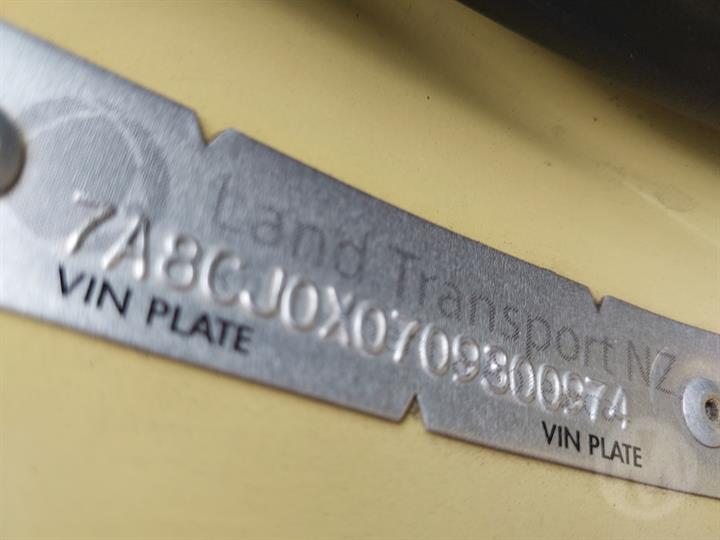 Land Transport NZ
7A8CJ0X0709300974
VIN PLATE
VIN PLATE